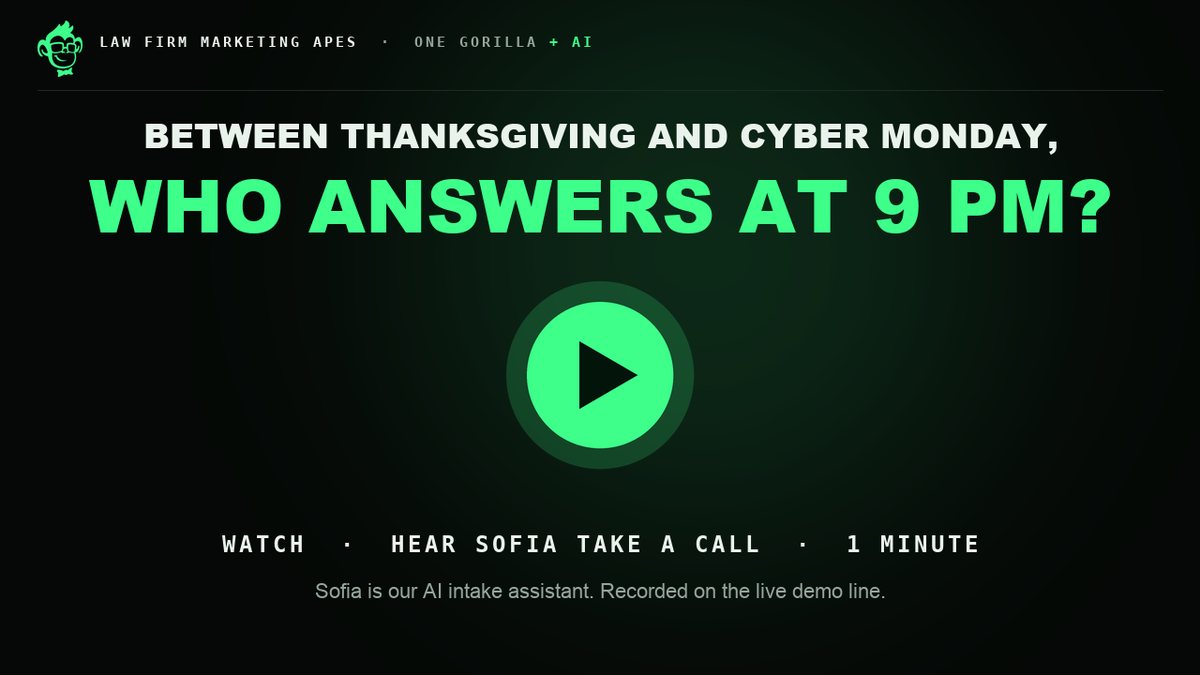 LAW FIRM MARKETING APES · ONE GORILLA + AI
BETWEEN THANKSGIVING AND CYBER MONDAY,
WHO ANSWERS AT 9 PM?
WATCH · HEAR SOFIA TAKE A CALL · 1 MINUTE
Sofia is our AI intake assistant. Recorded on the live demo line.